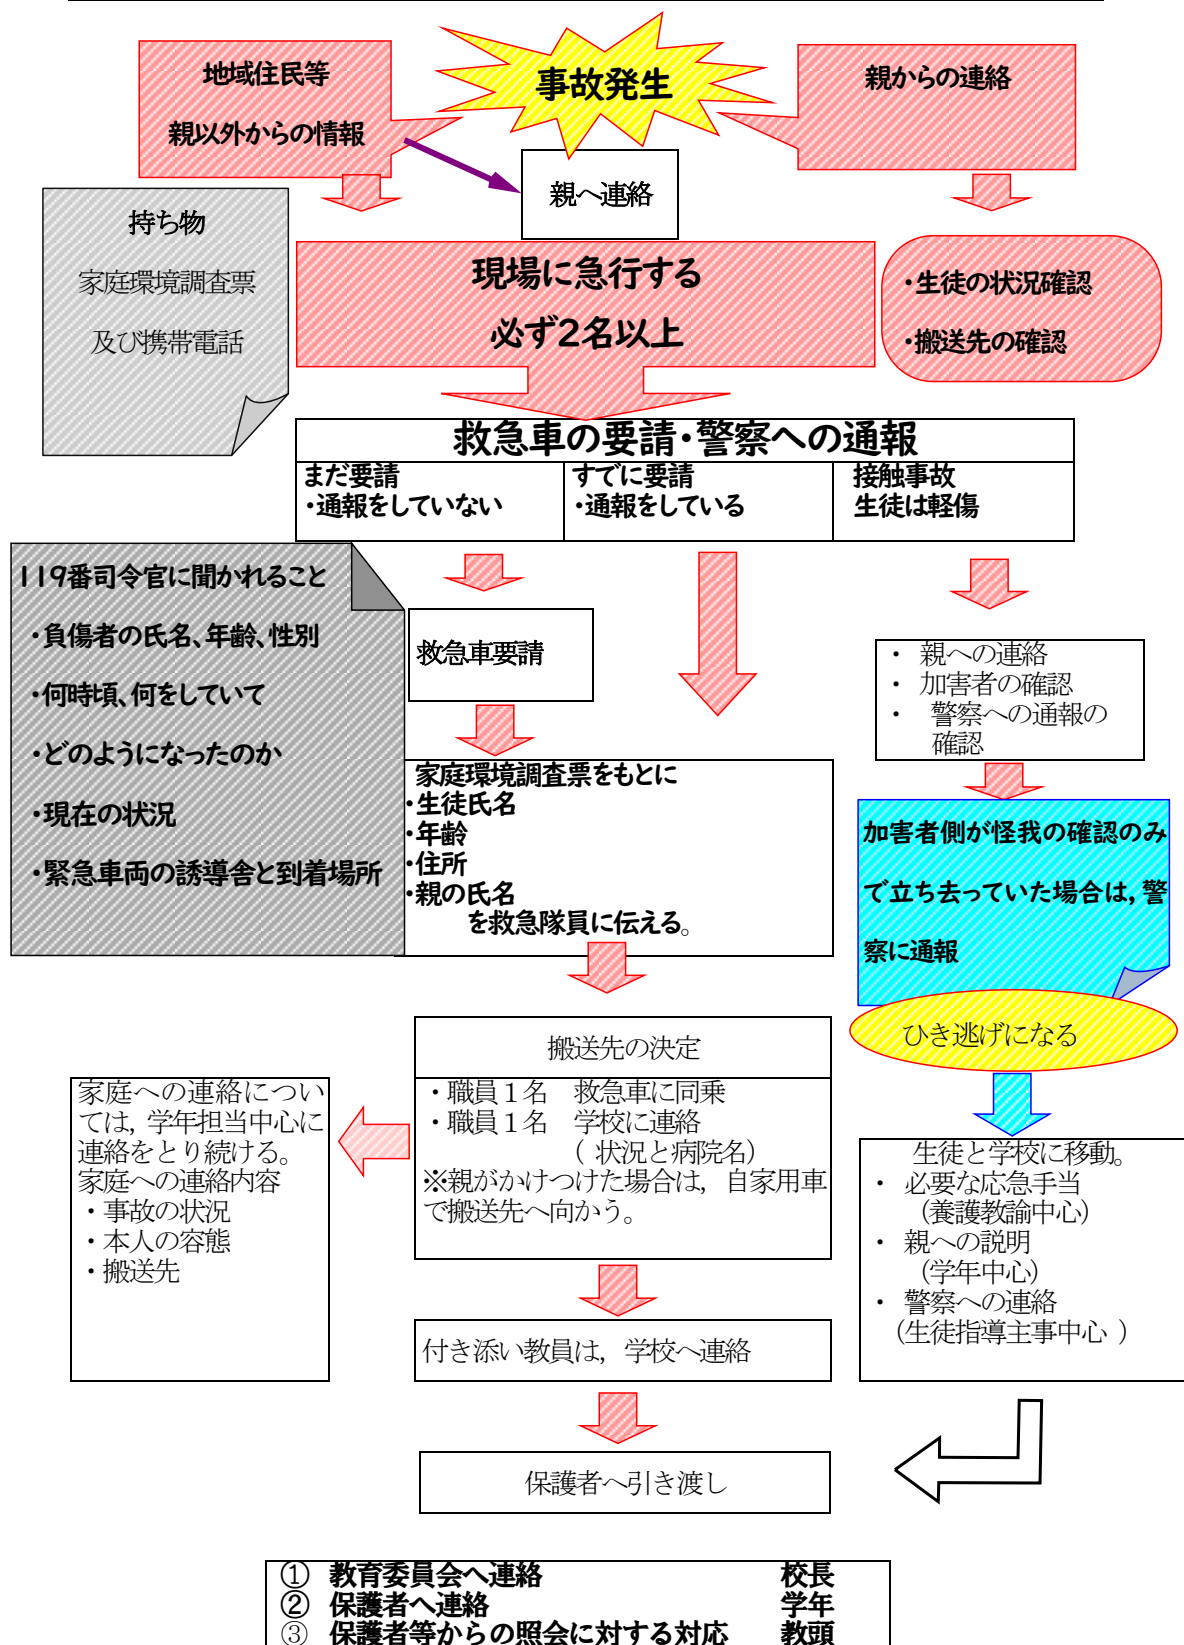 地域住民等
親以外からの情報
事故発生
親からの連絡
親へ連絡
持ち物
家庭環境調査票
及び携帯電話
現場に急行する
必ず2名以上
・生徒の状況確認
・搬送先の確認
救急車の要請・警察への通報
まだ要請
・通報をしていない
すでに要請
・通報をしている
接触事故
生徒は軽傷
119番司令官に聞かれること
・負傷者の氏名、年齢、性別
・何時頃、何をしていて
・どのようになったのか
・現在の状況
・緊急車両の誘導舎と到着場所
救急車要請
・ 親への連絡
・ 加害者の確認
・ 警察への通報の
確認
家庭環境調査票をもとに
・生徒氏名
・年齢
・住所
・親の氏名
を救急隊員に伝える。
加害者側が怪我の確認のみ
で立ち去っていた場合は，警
察に通報
ひき逃げになる
搬送先の決定
・職員１名 救急車に同乗
・職員１名 学校に連絡
（ 状況と病院名）
※親がかけつけた場合は，自家用車
で搬送先へ向かう。
家庭への連絡につい
ては，学年担当中心に
連絡をとり続ける。
家庭への連絡内容
・事故の状況
・本人の容態
・搬送先
生徒と学校に移動。
・ 必要な応急手当
（養護教諭中心）
・ 親への説明
（学年中心）
・ 警察への連絡
（生徒指導主事中心 ）
付き添い教員は，学校へ連絡
保護者へ引き渡し
① 教育委員会へ連絡 校長
② 保護者へ連絡 学年
③ 保護者等からの照会に対する対応 教頭